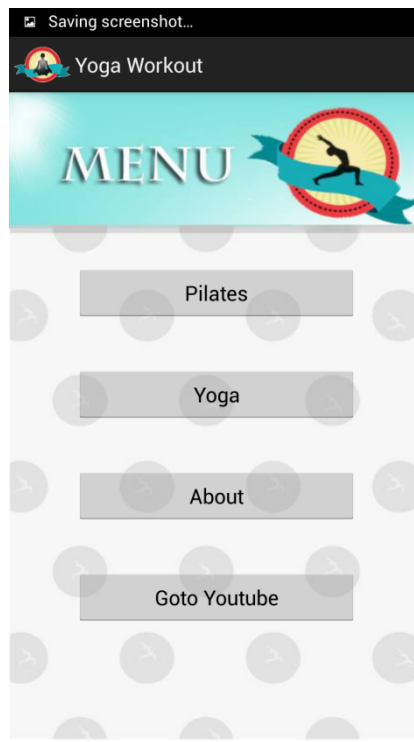 Saving screenshot...
Yoga Workout
MENU
Pilates
Yoga
About
Goto Youtube